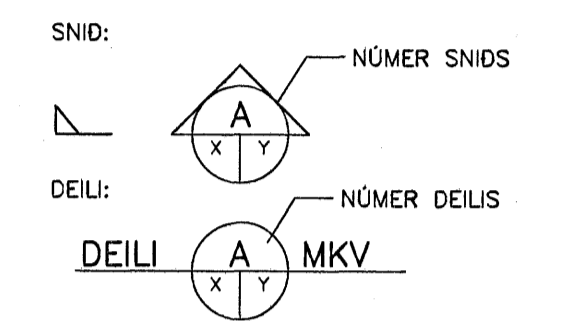 SNIÐ:
NÚMER SNIÐS
A
X Y
DEILI:
NÚMER DEILIS
DEILI A MKV
X Y